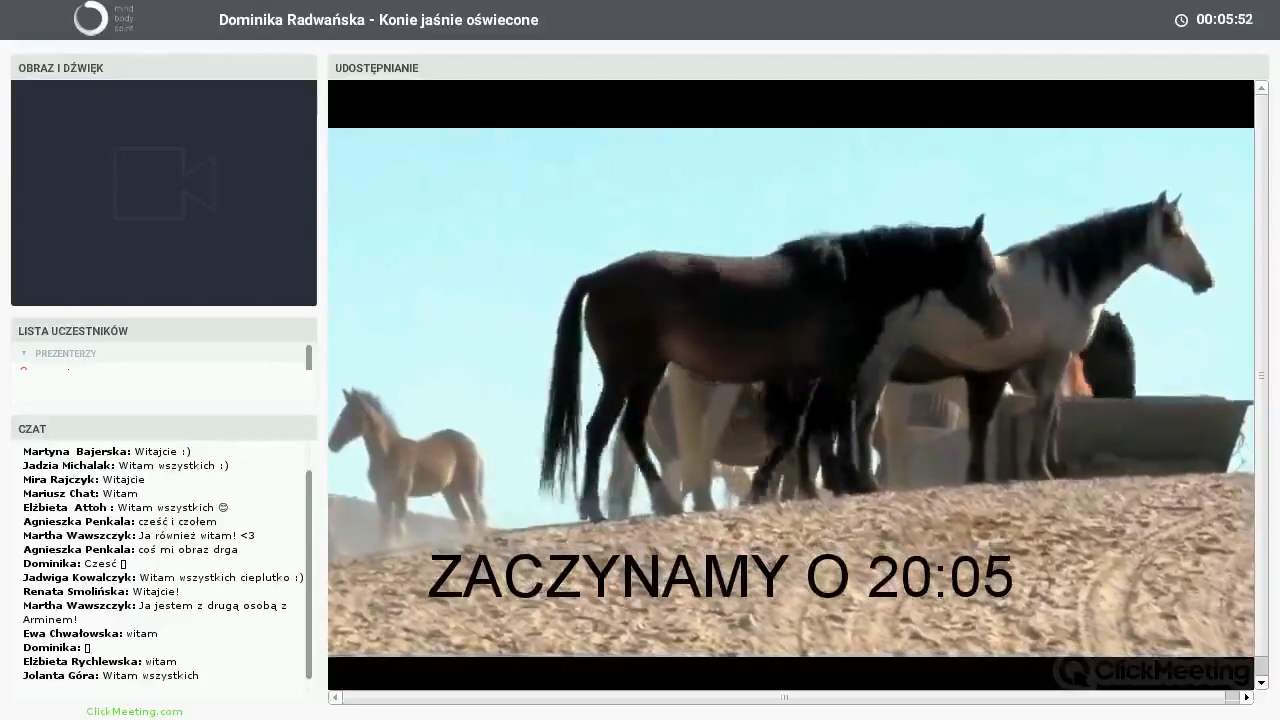 mind
body
spirit
Dominika Radwańska - Konie jaśnie oświecone
00:05:52
OBRAZ I DŹWIĘK
UDOSTĘPNIANIE
LISTA UCZESTNIKÓW
PREZENTERZY
CZAT
Martyna Bajerska: Witajcie :)
Jadzia Michalak: Witam wszystkich :)
Mira Rajczyk: Witajcie
Mariusz Chat: Witam
Elżbieta Attoh : Witam wszystkich 😊
Agnieszka Penkala: cześć i czołem
Martha Wawszczyk: Ja również witam! <3
Agnieszka Penkala: coś mi obraz drga
Dominika: Czesć
Jadwiga Kowalczyk: Witam wszystkich cieplutko :)
Renata Smolińska: Witajcie!
Martha Wawszczyk: Ja jestem z drugą osobą z
Arminem!
Ewa Chwałowska: witam
Dominika:
Elżbieta Rychlewska: witam
Jolanta Góra: Witam wszystkich
ZACZYNAMY O 20:05
ClickMeeting
ClickMeeting.com